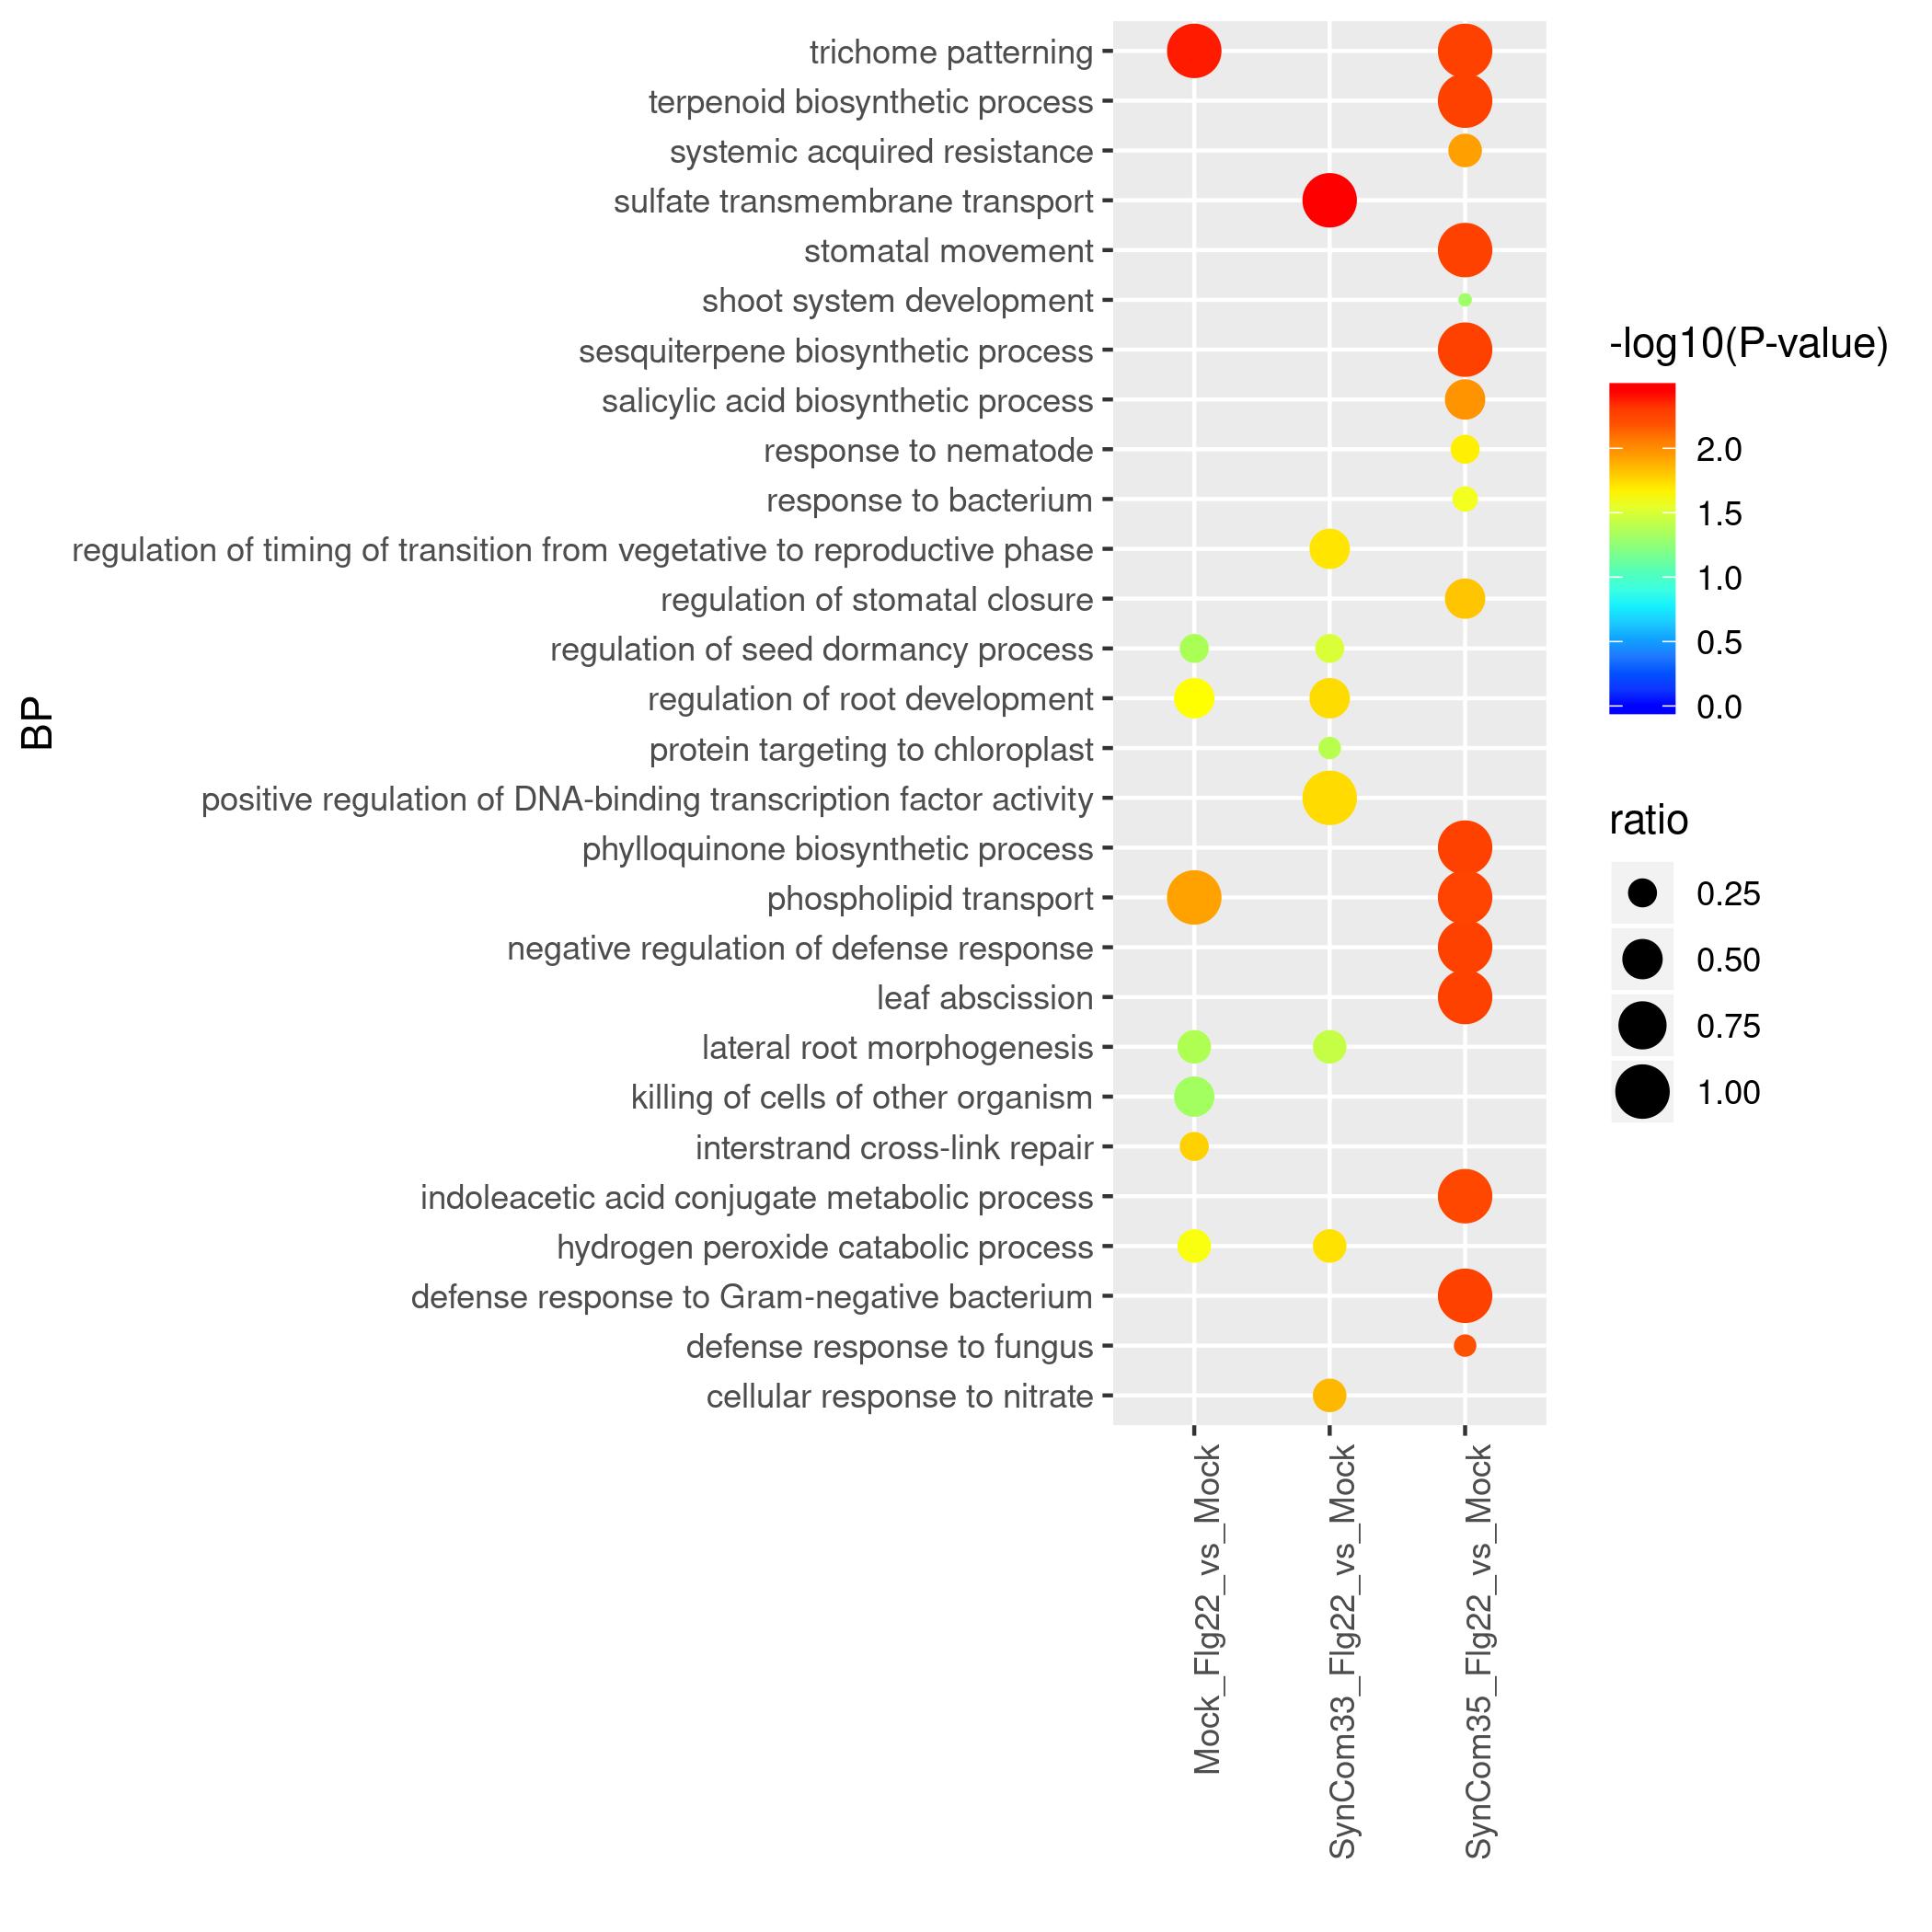 trichome patterning
terpenoid biosynthetic process
systemic acquired resistance
sulfate transmembrane transport
stomatal movement
shoot system development
sesquiterpene biosynthetic process
salicylic acid biosynthetic process
response to nematode
response to bacterium
regulation of timing of transition from vegetative to reproductive phase
regulation of stomatal closure
regulation of seed dormancy process
regulation of root development
protein targeting to chloroplast
positive regulation of DNA-binding transcription factor activity
phylloquinone biosynthetic process
phospholipid transport
negative regulation of defense response
leaf abscission
lateral root morphogenesis
killing of cells of other organism
interstrand cross-link repair
indoleacetic acid conjugate metabolic process
hydrogen peroxide catabolic process
defense response to Gram-negative bacterium
defense response to fungus
cellular response to nitrate
BP
Mock_Flg22_vs_Mock
SynCom33_Flg22_vs_Mock
SynCom35_Flg22_vs_Mock
-log10(P-value)
2.0
1.5
1.0
0.5
0.0
ratio
0.25
0.50
0.75
1.00